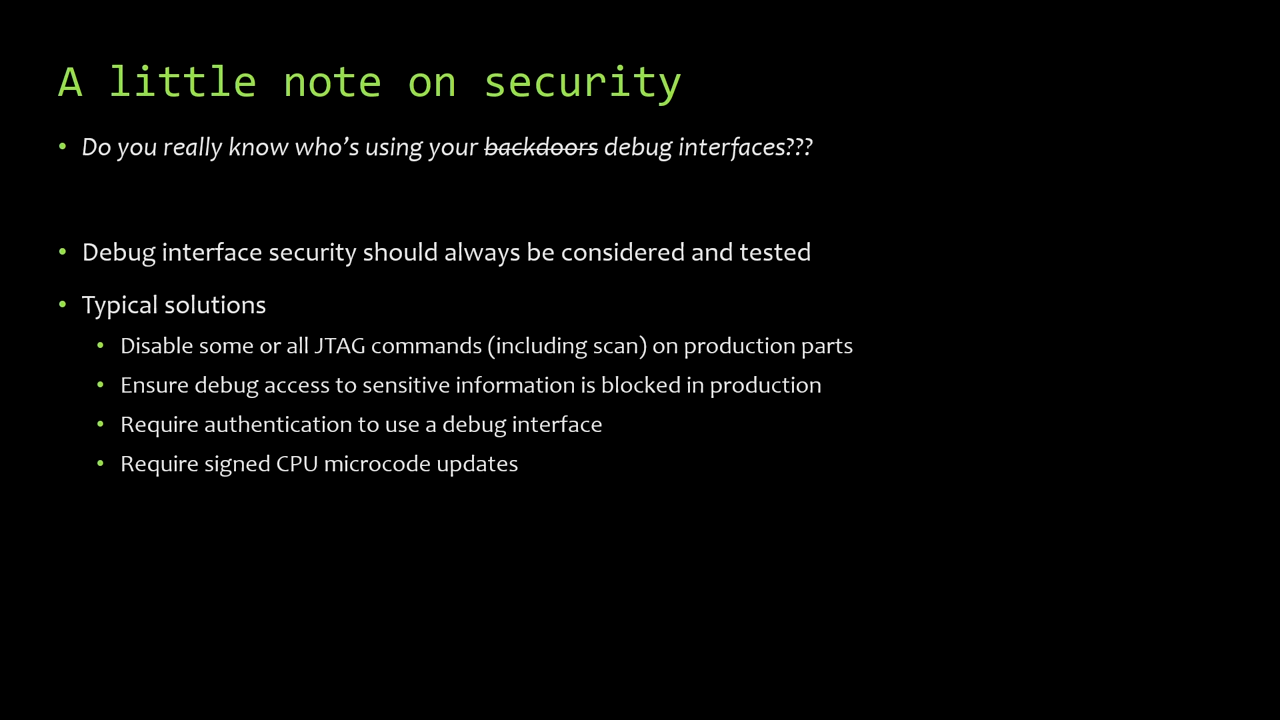 A little note on security
• Do you really know who’s using your backdoors debug interfaces???
• Debug interface security should always be considered and tested
• Typical solutions
• Disable some or all JTAG commands (including scan) on production parts
• Ensure debug access to sensitive information is blocked in production
• Require authentication to use a debug interface
• Require signed CPU microcode updates